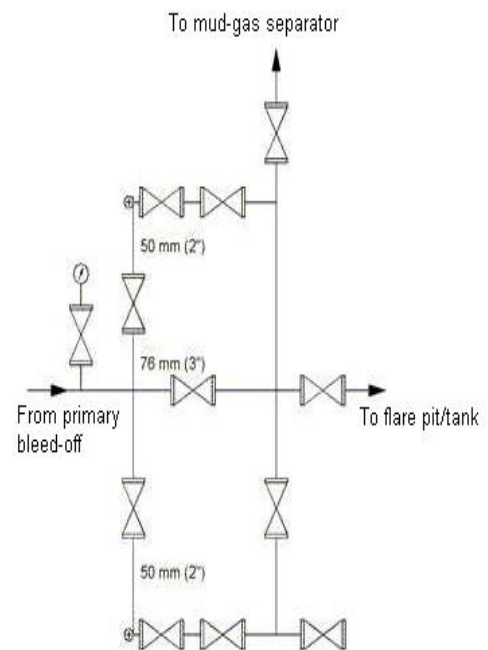 To mud-gas separator
50 mm (2")
76 mm (3")
From primary
bleed-off
To flare pit/tank
50 mm (2")